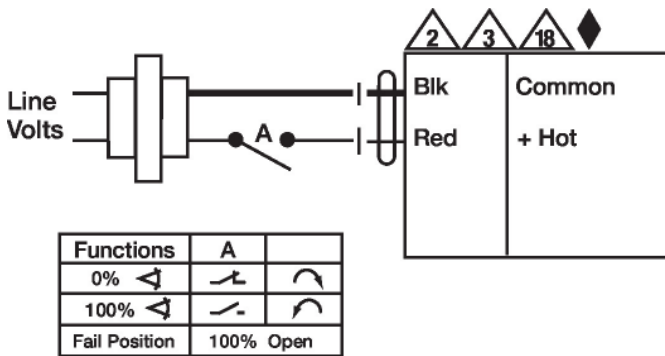 2 3 18
Line
Volts
Blk Common
A
Red + Hot
Functions A
0%
100%
Fail Position 100% Open